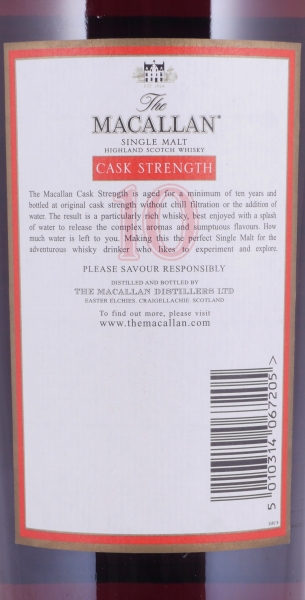 The
MACALLAN®
SINGLE MALT
HIGHLAND SCOTCH WHISKY
CASK STRENGTH
10
The Macallan Cask Strength is aged for a minimum of ten years and
bottled at original cask strength without chill filtration or the addition of
water. The result is a particularly rich whisky, best enjoyed with a splash
of water to release the complex aromas and sumptuous flavours. How
much water is left to you. Making this the perfect Single Malt for the
adventurous whisky drinker who likes to experiment and explore.
PLEASE SAVOUR RESPONSIBLY
DISTILLED AND BOTTLED BY
THE MACALLAN DISTILLERS LTD
EASTER ELCHIES, CRAIGELLACHIE, SCOTLAND
To find out more, please visit
www.themacallan.com
5 010314 067205 >